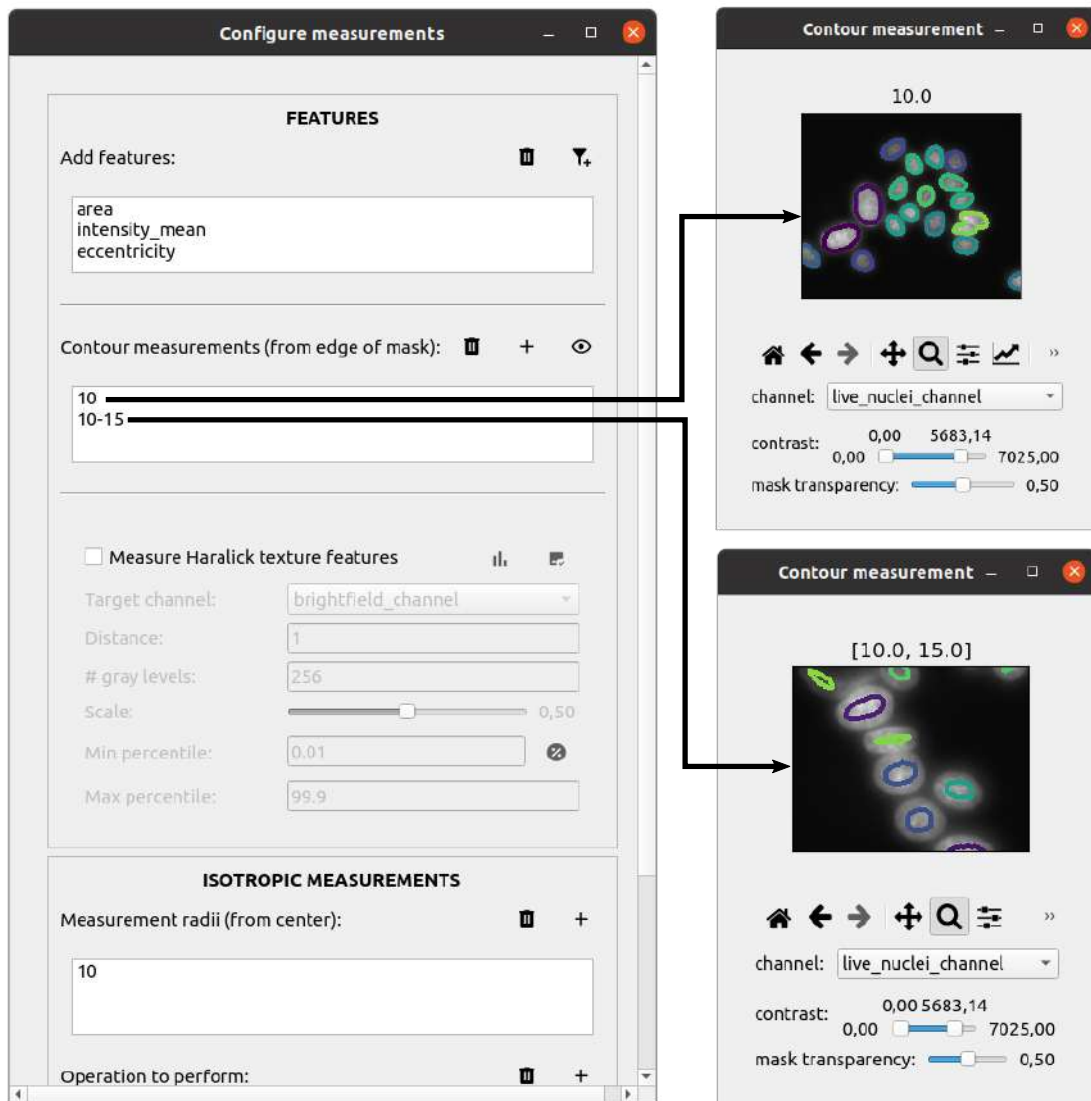 Configure measurements
FEATURES
Add features:
area
intensity_mean
eccentricity
Contour measurements (from edge of mask):
10
10-15
Measure Haralick texture features
Target channel: brightfield_channel
Distance: 1
# gray levels: 256
Scale: 0,50
Min percentile: 0.01
Max percentile: 99.9
ISOTROPIC MEASUREMENTS
Measurement radii (from center):
10
Operation to perform:
Contour measurement
10.0
channel: live_nuclei_channel
0,00 5683,14
contrast:
0,00 7025,00
mask transparency: 0,50
Contour measurement
[10.0, 15.0]
channel: live_nuclei_channel
0,00 5683,14
contrast:
0,00 7025,00
mask transparency: 0,50